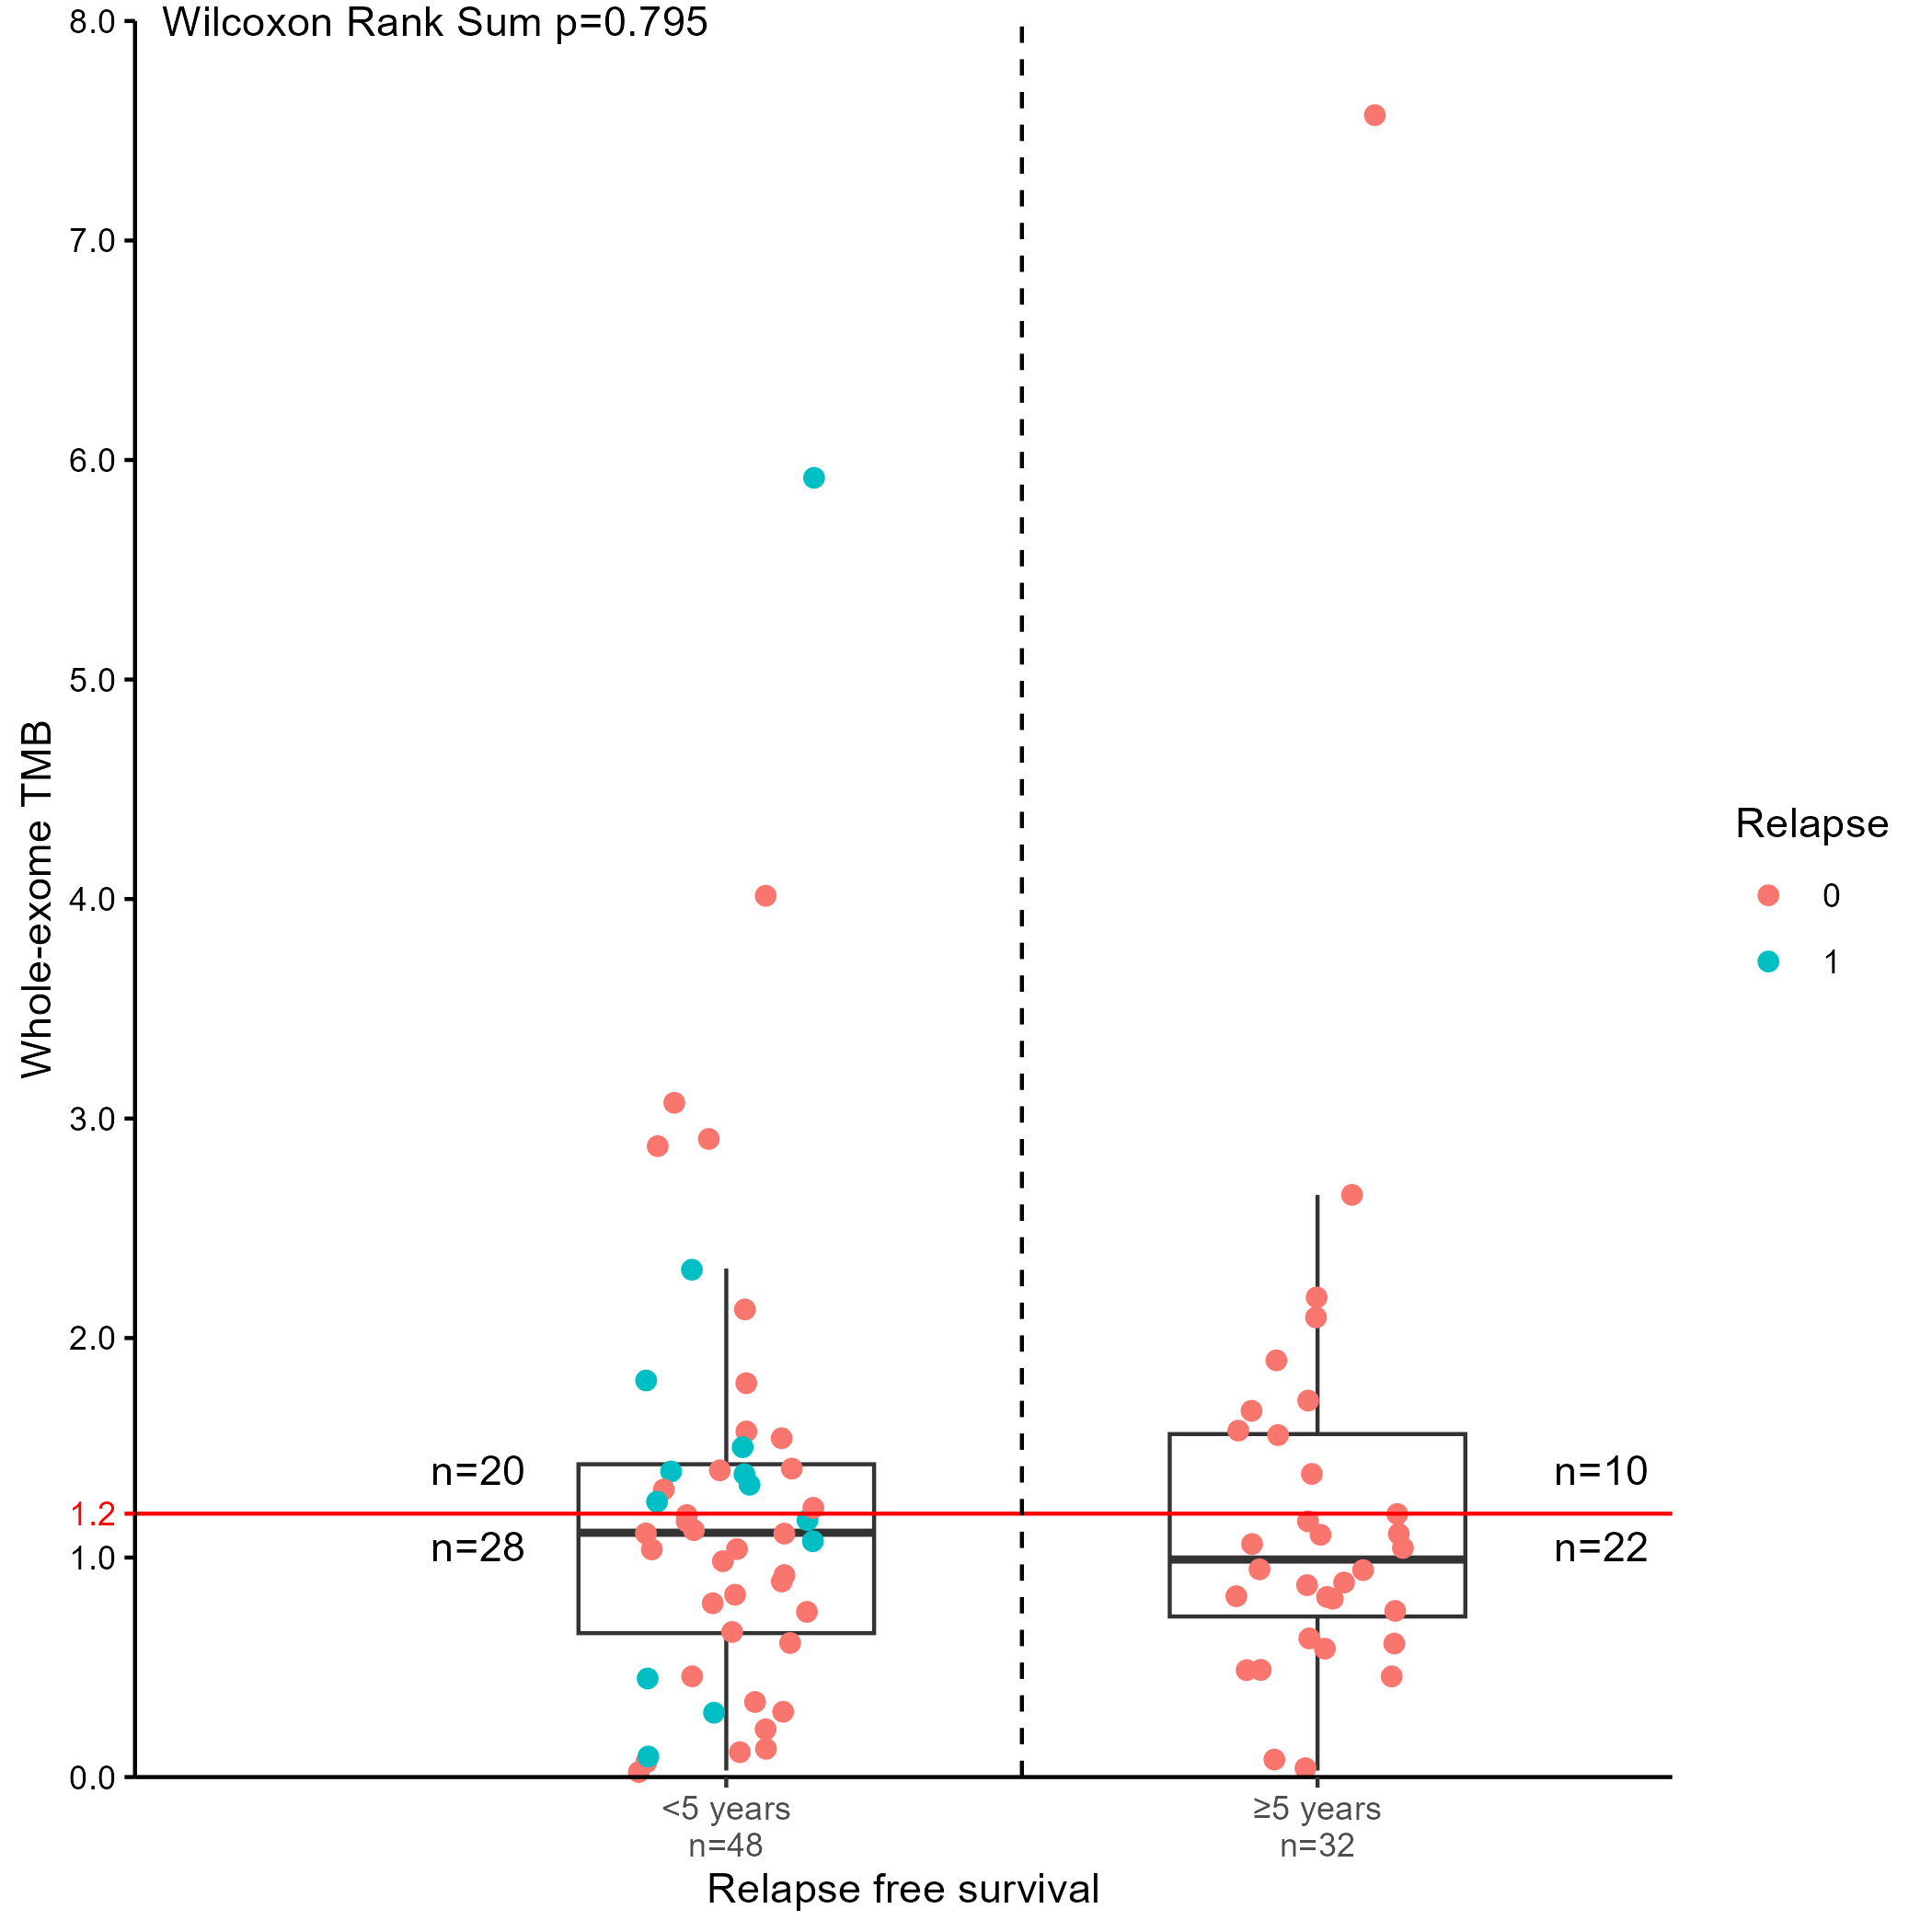 Wilcoxon Rank Sum p=0.795
8.0
7.0
6.0
5.0
4.0
3.0
2.0
1.2
1.0
0.0
Whole-exome TMB
n=20
n=28
n=10
n=22
<5 years
n=48
≥5 years
n=32
Relapse free survival
Relapse
0
1